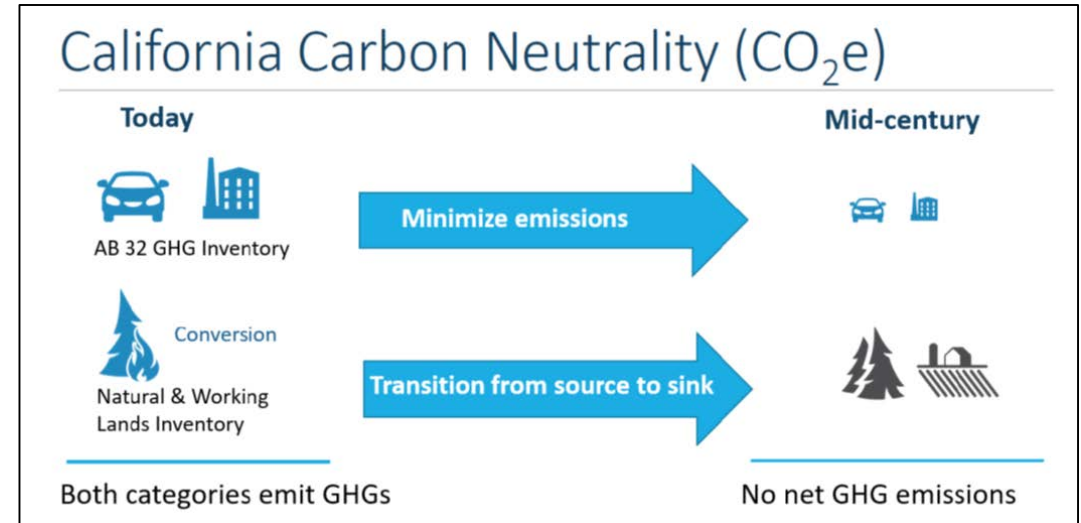 California Carbon Neutrality (CO₂e)
Today
Mid-century
Minimize emissions
AB 32 GHG Inventory
Conversion
Transition from source to sink
Natural & Working
Lands Inventory
Both categories emit GHGs
No net GHG emissions